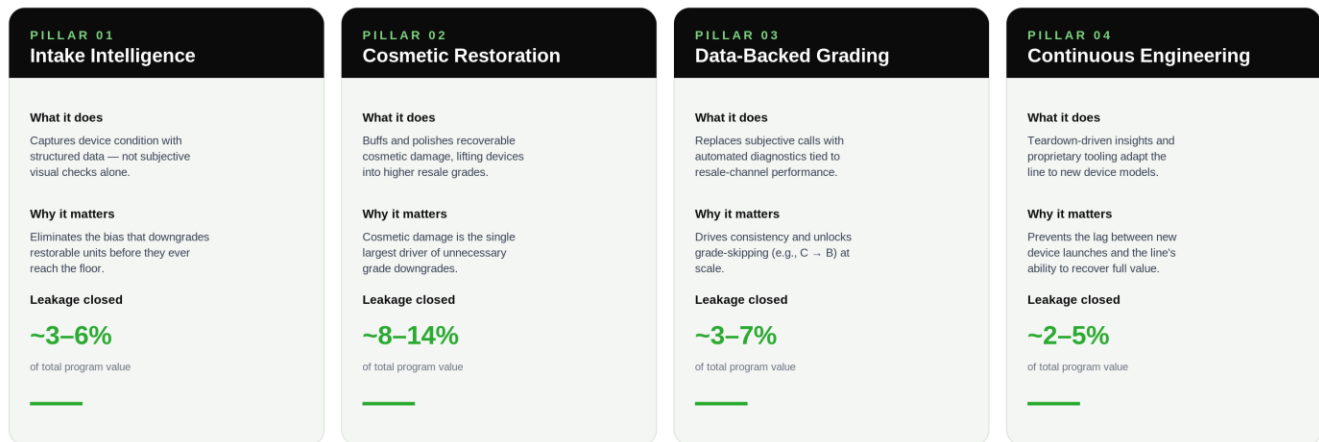 PILLAR 01
Intake Intelligence
What it does
Captures device condition with
structured data — not subjective
visual checks alone.
Why it matters
Eliminates the bias that downgrades
restorable units before they ever
reach the floor.
Leakage closed
~3–6%
of total program value
PILLAR 02
Cosmetic Restoration
What it does
Buffs and polishes recoverable
cosmetic damage, lifting devices
into higher resale grades.
Why it matters
Cosmetic damage is the single
largest driver of unnecessary
grade downgrades.
Leakage closed
~8–14%
of total program value
PILLAR 03
Data-Backed Grading
What it does
Replaces subjective calls with
automated diagnostics tied to
resale-channel performance.
Why it matters
Drives consistency and unlocks
grade-skipping (e.g., C → B) at
scale.
Leakage closed
~3–7%
of total program value
PILLAR 04
Continuous Engineering
What it does
Teardown-driven insights and
proprietary tooling adapt the
line to new device models.
Why it matters
Prevents the lag between new
device launches and the line's
ability to recover full value.
Leakage closed
~2–5%
of total program value